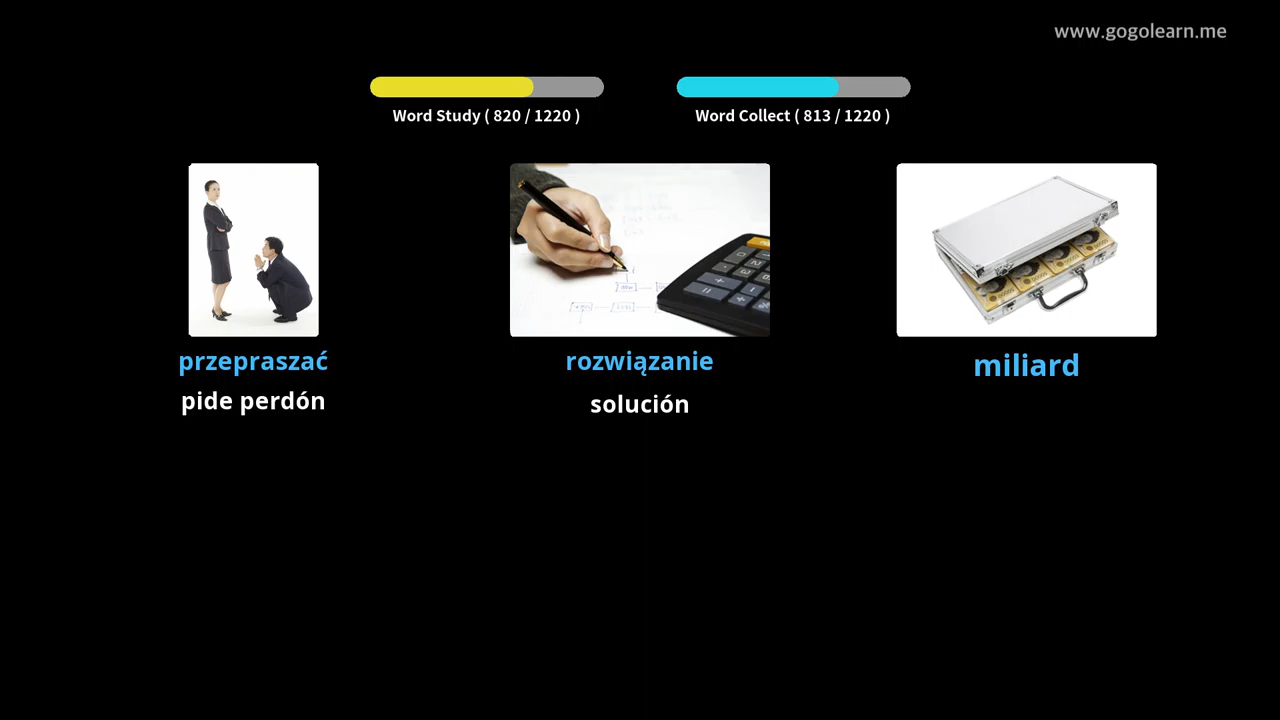 www.gogolearn.me
Word Study ( 820 / 1220 )
Word Collect ( 813 / 1220 )
przepraszać
pide perdón
rozwiązanie
solución
miliard